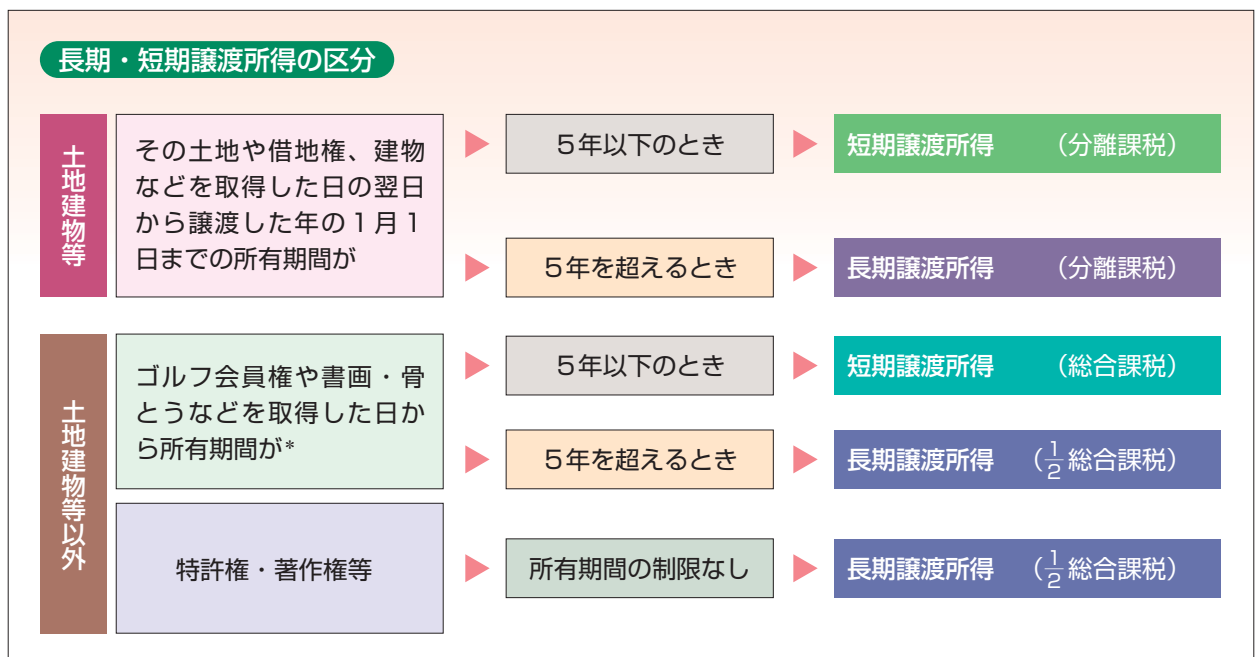 長期・短期譲渡所得の区分
土地建物等
その土地や借地権、建物
などを取得した日の翌日
から譲渡した年の１月１
日までの所有期間が
５年以下のとき
短期譲渡所得 （分離課税）
５年を超えるとき
長期譲渡所得 （分離課税）
土地建物等以外
ゴルフ会員権や書画・骨
とうなどを取得した日か
ら所有期間が*
５年以下のとき
短期譲渡所得 （総合課税）
５年を超えるとき
長期譲渡所得 （1/2総合課税）
特許権・著作権等
所有期間の制限なし
長期譲渡所得 （1/2総合課税）